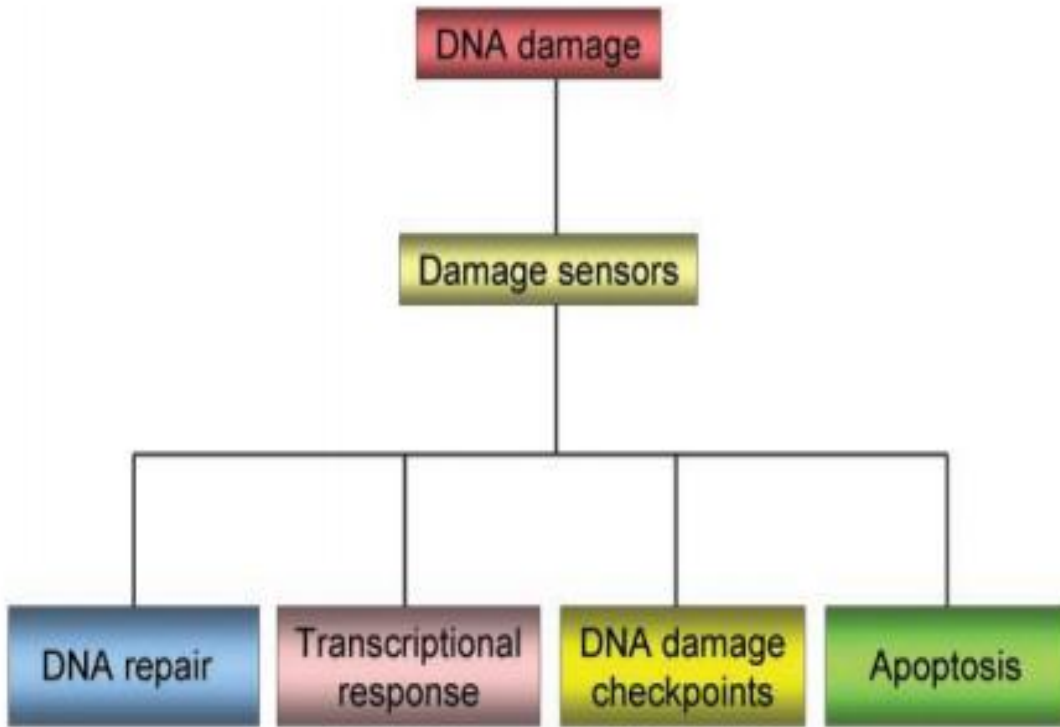 DNA damage
Damage sensors
DNA repair
Transcriptional
response
DNA damage
checkpoints
Apoptosis